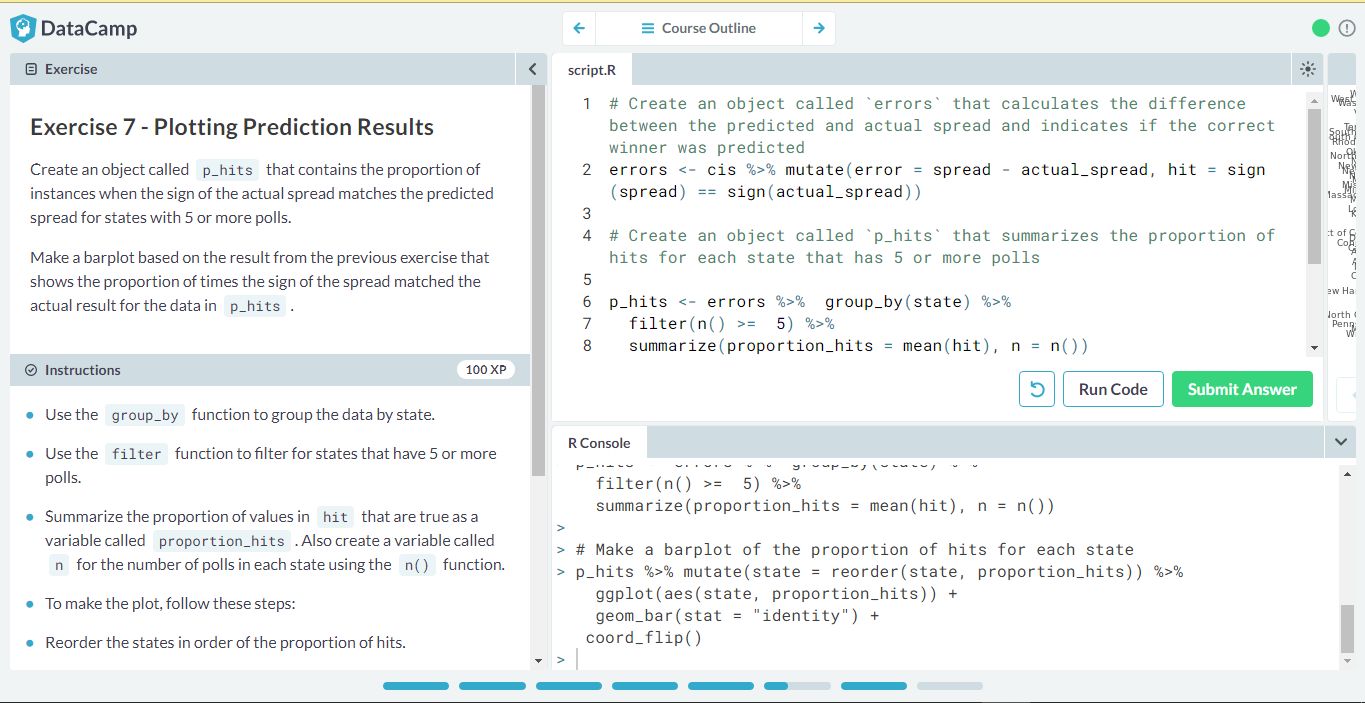 DataCamp
Course Outline
Exercise
Exercise 7 - Plotting Prediction Results
Create an object called p_hits that contains the proportion of
instances when the sign of the actual spread matches the predicted
spread for states with 5 or more polls.
Make a barplot based on the result from the previous exercise that
shows the proportion of times the sign of the spread matched the
actual result for the data in p_hits .
Instructions
100 XP
Use the group_by function to group the data by state.
Use the filter function to filter for states that have 5 or more
polls.
Summarize the proportion of values in hit that are true as a
variable called proportion_hits . Also create a variable called
n for the number of polls in each state using the n() function.
To make the plot, follow these steps:
Reorder the states in order of the proportion of hits.
script.R
1 # Create an object called `errors` that calculates the difference
between the predicted and actual spread and indicates if the correct
winner was predicted
2 errors <- cis %>% mutate(error = spread - actual_spread, hit = sign
(spread) == sign(actual_spread))
3
4 # Create an object called `p_hits` that summarizes the proportion of
hits for each state that has 5 or more polls
5
6 p_hits <- errors %>%  group_by(state) %>%
7   filter(n() >=  5) %>%
8   summarize(proportion_hits = mean(hit), n = n())
Run Code
Submit Answer
R Console
filter(n() >=  5) %>%
summarize(proportion_hits = mean(hit), n = n())
>
> # Make a barplot of the proportion of hits for each state
> p_hits %>% mutate(state = reorder(state, proportion_hits)) %>%
ggplot(aes(state, proportion_hits)) +
geom_bar(stat = "identity") +
coord_flip()
>